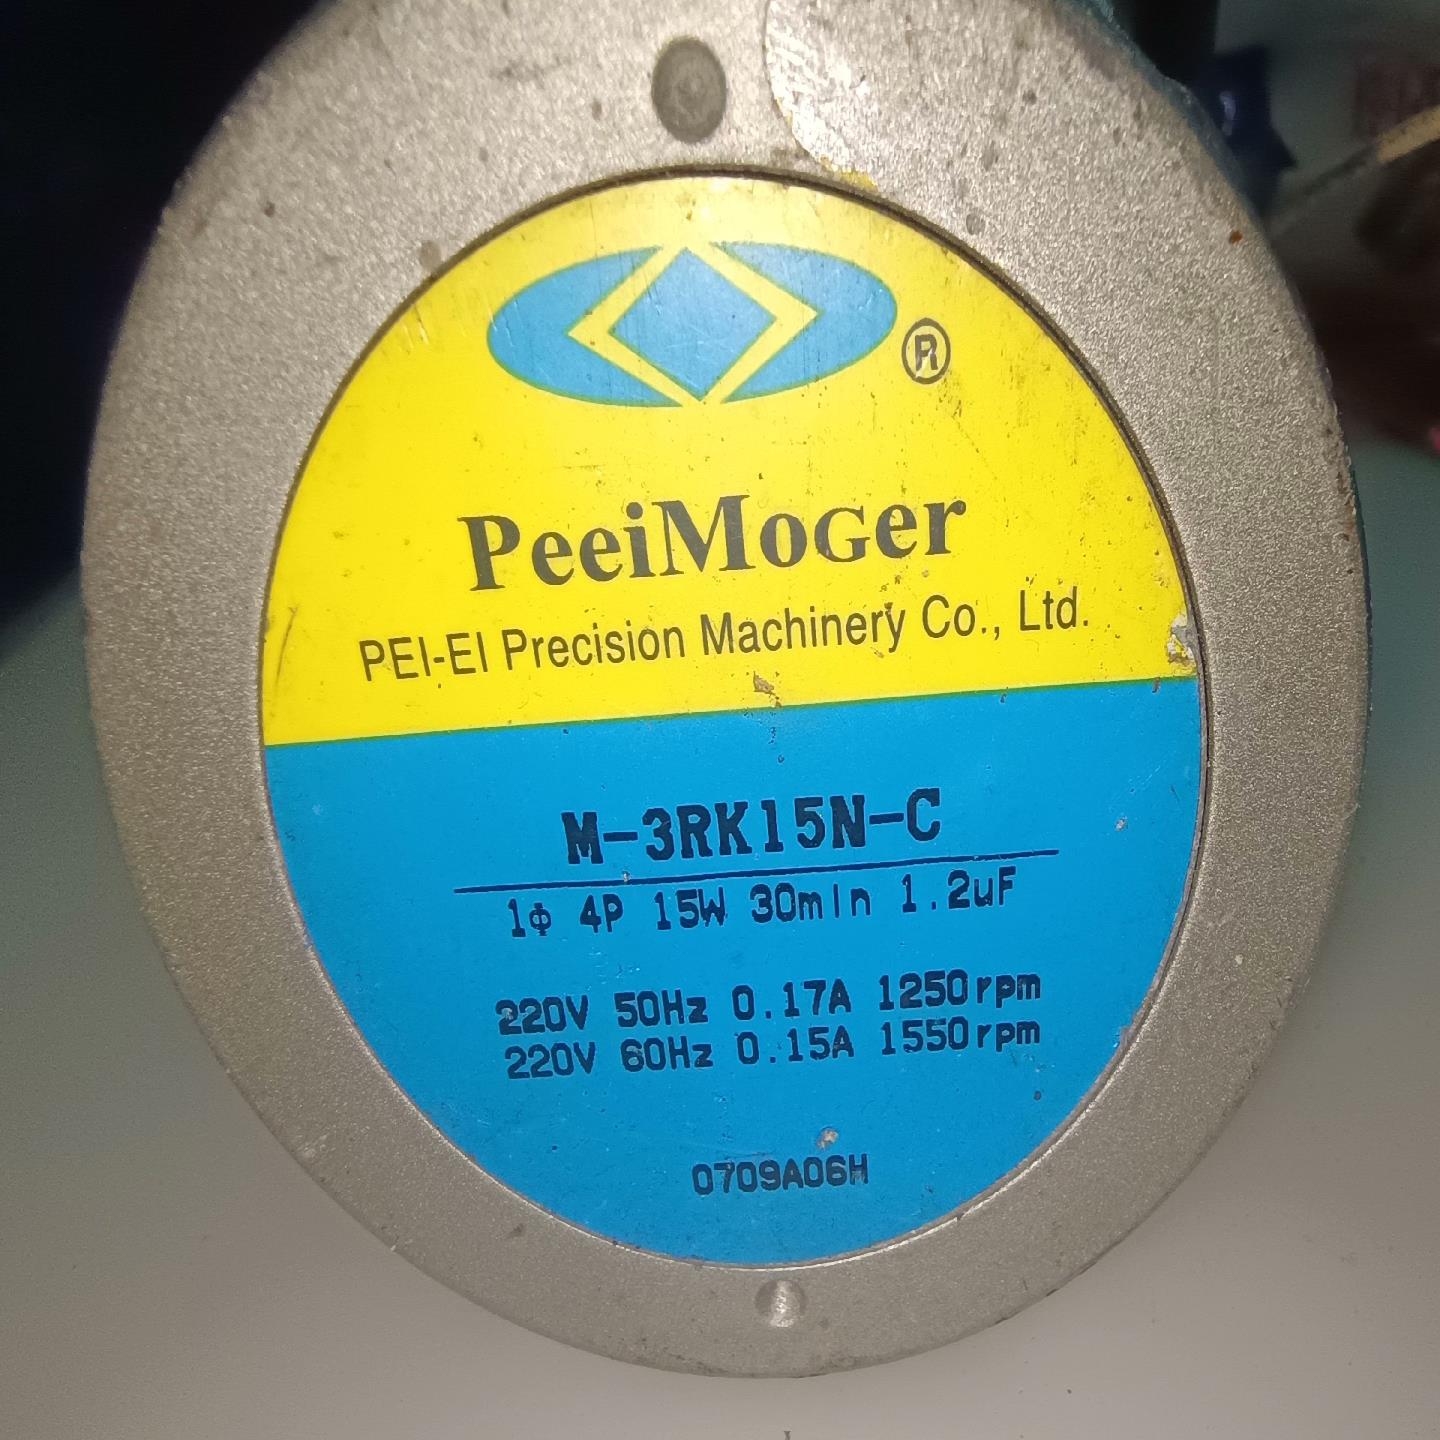 ®
PeeiMoGer
PEI-EI Precision Machinery Co., Ltd.
M-3RK15N-C
1Φ 4P 15W 30min 1.2uF
220V 50Hz 0.17A 1250rpm
220V 60Hz 0.15A 1550rpm
0709A06H